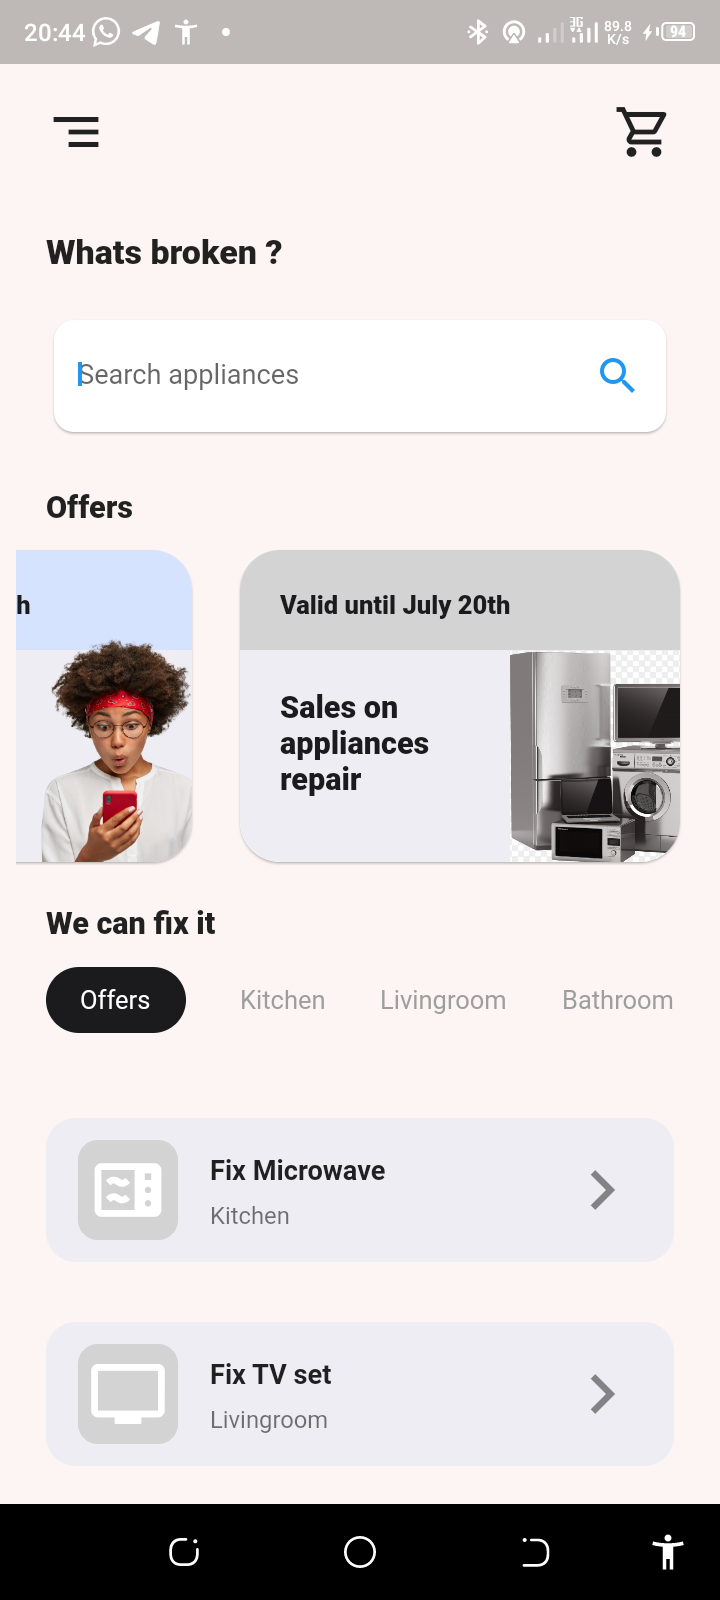 20:44
3G
89.8
K/s
94
Whats broken ?
Search appliances
Offers
h
Valid until July 20th
Sales on
appliances
repair
We can fix it
Offers Kitchen Livingroom Bathroom
Fix Microwave
Kitchen
Fix TV set
Livingroom